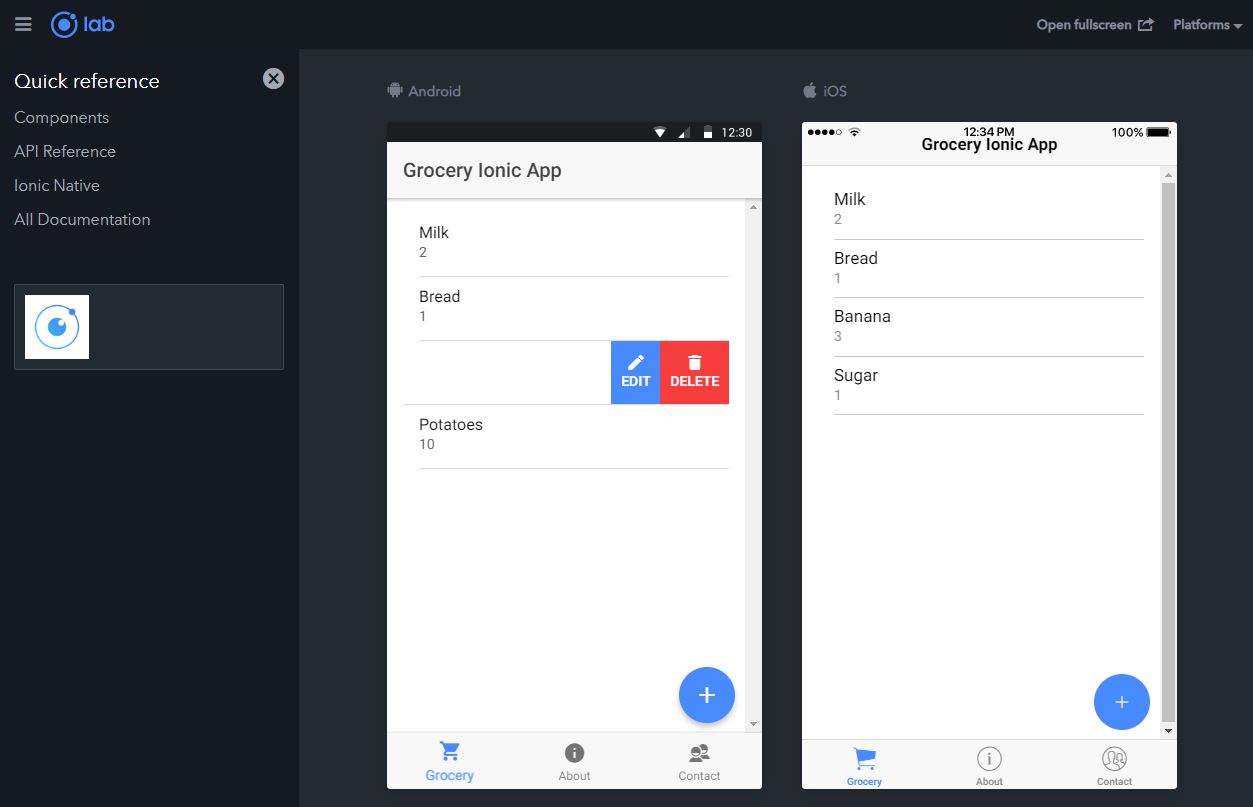 lab
Open fullscreen
Platforms
Quick reference
Components
API Reference
Ionic Native
All Documentation
Android
12:30
Grocery Ionic App
Milk
2
Bread
1
EDIT
DELETE
Potatoes
10
+
Grocery
About
Contact
iOS
12:34 PM
100%
Grocery Ionic App
Milk
2
Bread
1
Banana
3
Sugar
1
+
Grocery
About
Contact